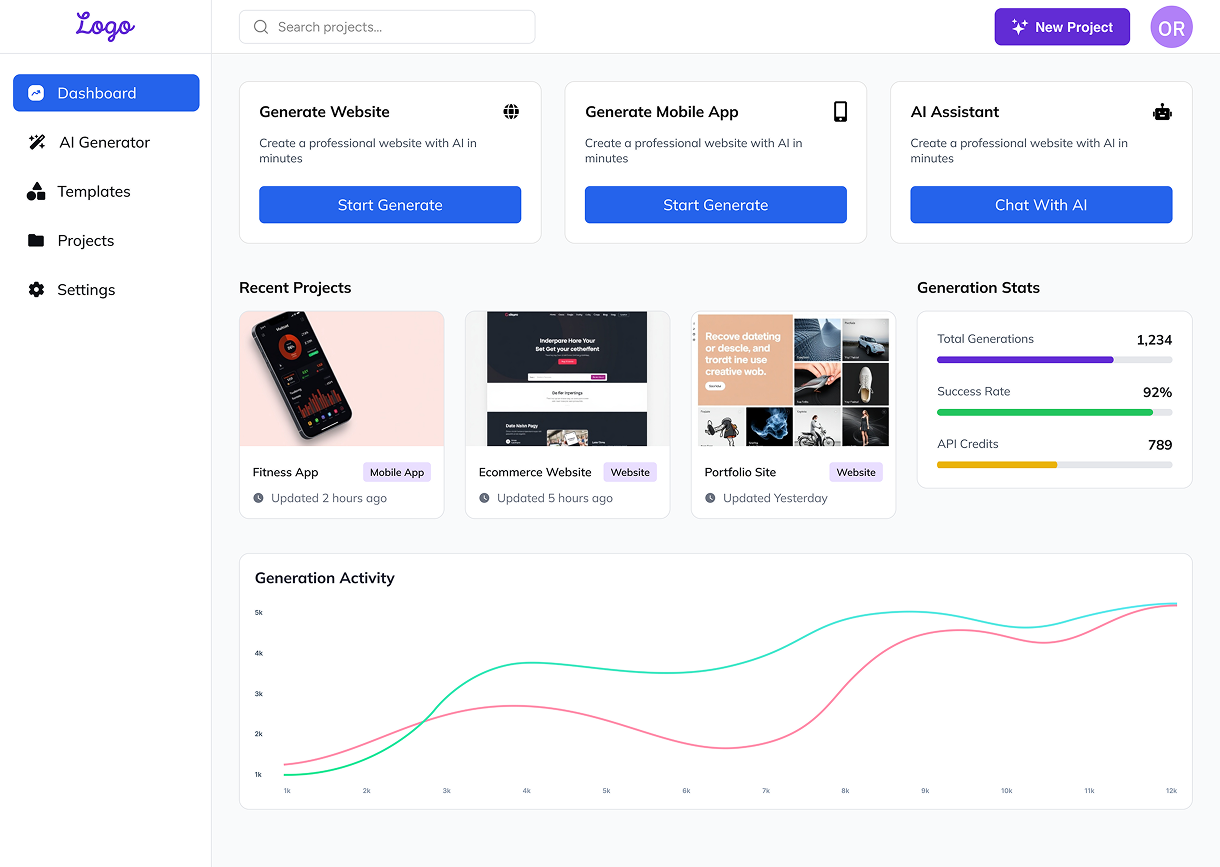 Logo
Search projects...
New Project
OR
Dashboard
AI Generator
Templates
Projects
Settings
Generate Website
Create a professional website with AI in
minutes
Start Generate
Generate Mobile App
Create a professional website with AI in
minutes
Start Generate
AI Assistant
Create a professional website with AI in
minutes
Chat With AI
Recent Projects
Inderpare Here Your
Set Get your cetheffent
Date Nolnn Pagy
Recove dateting
or descle, and
trordt ine use
creative wob.
Fitness App
Mobile App
Updated 2 hours ago
Ecommerce Website
Website
Updated 5 hours ago
Portfolio Site
Website
Updated Yesterday
Generation Stats
Total Generations
1,234
Success Rate
92%
API Credits
789
Generation Activity
5k
4k
3k
2k
1k
1k 2k 3k 4k 5k 6k 7k 8k 9k 10k 11k 12k